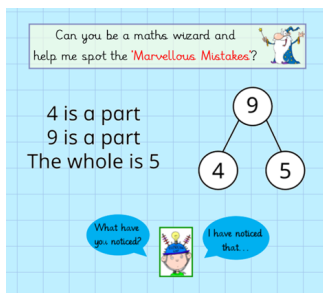 Can you be a maths wizard and
help me spot the 'Marvellous Mistakes'?
4 is a part
9 is a part
The whole is 5
9
4
5
What have
you noticed?
I have noticed
that...